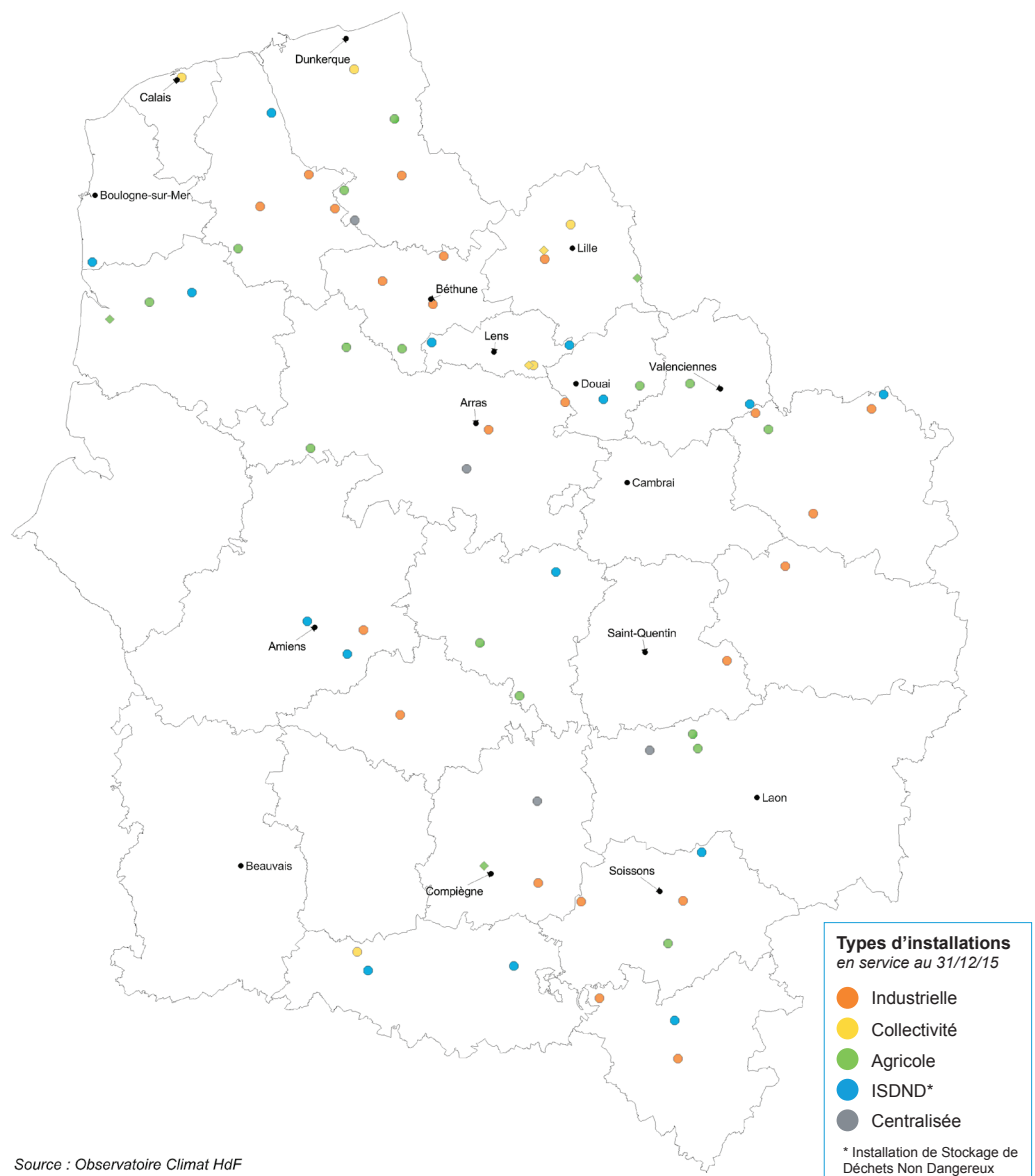 Dunkerque
Calais
Boulogne-sur-Mer
Lille
Béthune
Lens
Valenciennes
Douai
Arras
Cambrai
Amiens
Saint-Quentin
Laon
Beauvais
Compiègne
Soissons
Types d'installations
en service au 31/12/15
Industrielle
Collectivité
Agricole
ISDND*
Centralisée
* Installation de Stockage de
Déchets Non Dangereux
Source : Observatoire Climat HdF